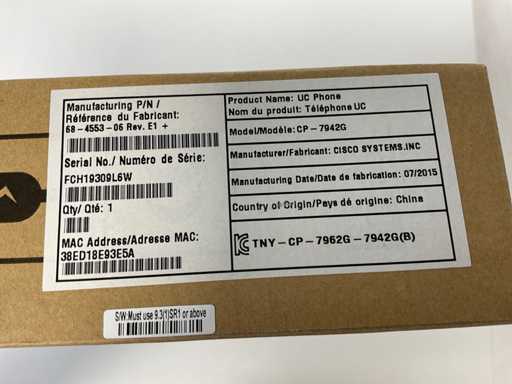 Manufacturing P/N /
Référence du Fabricant:
68-4553-06 Rev. E1 +
Serial No./ Numéro de Série:
FCH19309L6W
Qty/ Qté: 1
MAC Address/Adresse MAC:
38ED18E93E5A
Product Name: UC Phone
Nom du produit: Téléphone UC
Model/Modèle: CP-7942G
Manufacturer/Fabricant: CISCO SYSTEMS.INC
Manufacturing Date/Date de fabrication: 07/2015
Country of Origin/Pays dé origine: China
TNY-CP-7962G-7942G(B)
S/W:Must use 9.3(1)SR1 or above